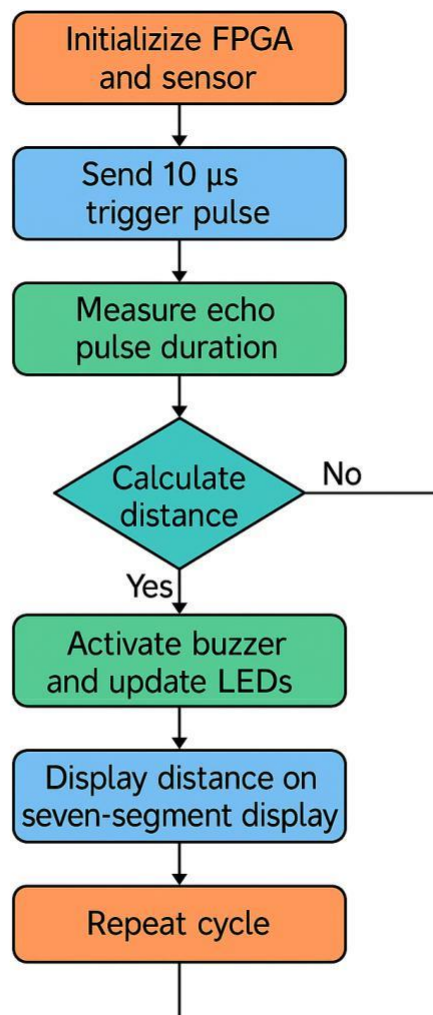 Initializize FPGA
and sensor
Send 10 μs
trigger pulse
Measure echo
pulse duration
Calculate
distance
No
Yes
Activate buzzer
and update LEDs
Display distance on
seven-segment display
Repeat cycle